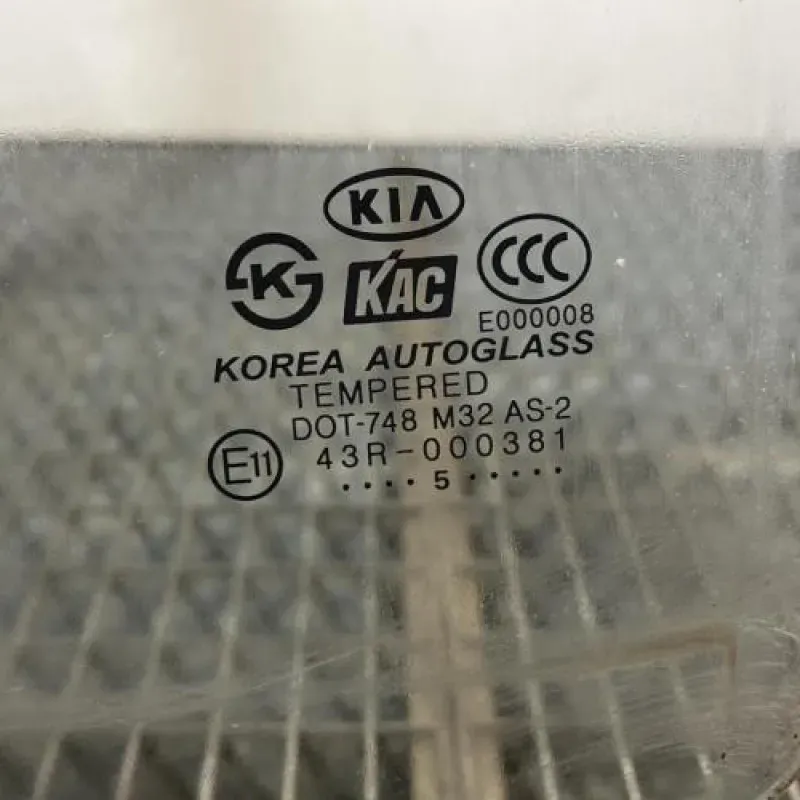 KIA
K
KAC
CCC
E000008
KOREA AUTOGLASS
TEMPERED
DOT-748 M32 AS-2
E11
43R-000381
.... 5 .....